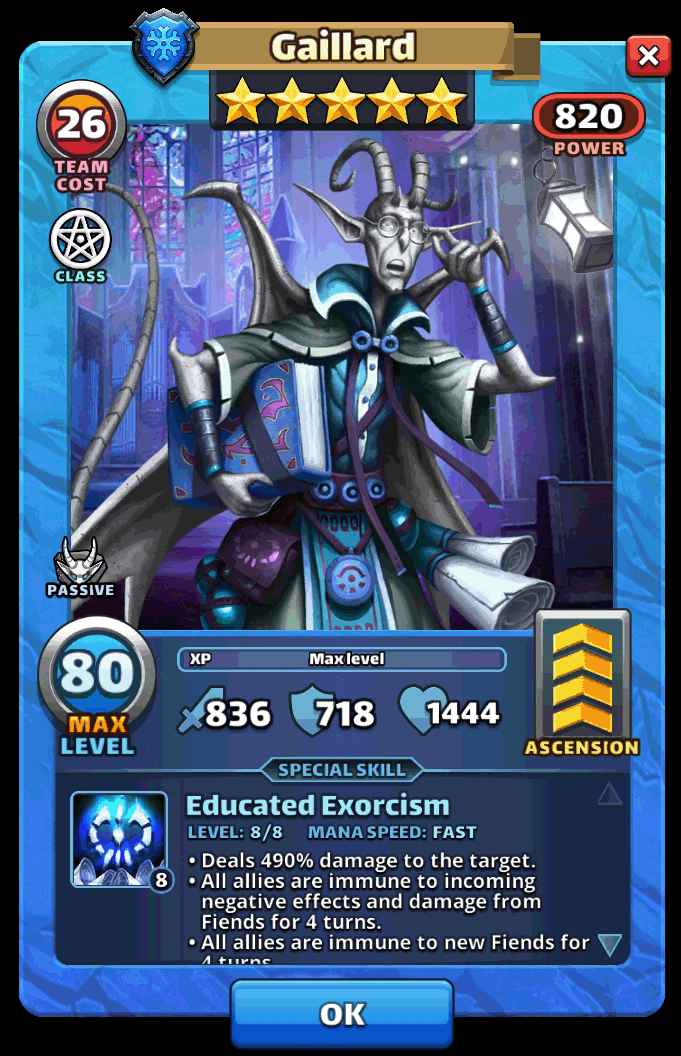 Gaillard
26
TEAM
COST
820
POWER
CLASS
PASSIVE
80
MAX
LEVEL
XP Max level
836 718 1444
ASCENSION
SPECIAL SKILL
Educated Exorcism
LEVEL: 8/8 MANA SPEED: FAST
8
• Deals 490% damage to the target.
• All allies are immune to incoming
negative effects and damage from
Fiends for 4 turns.
• All allies are immune to new Fiends for
4 turns
OK